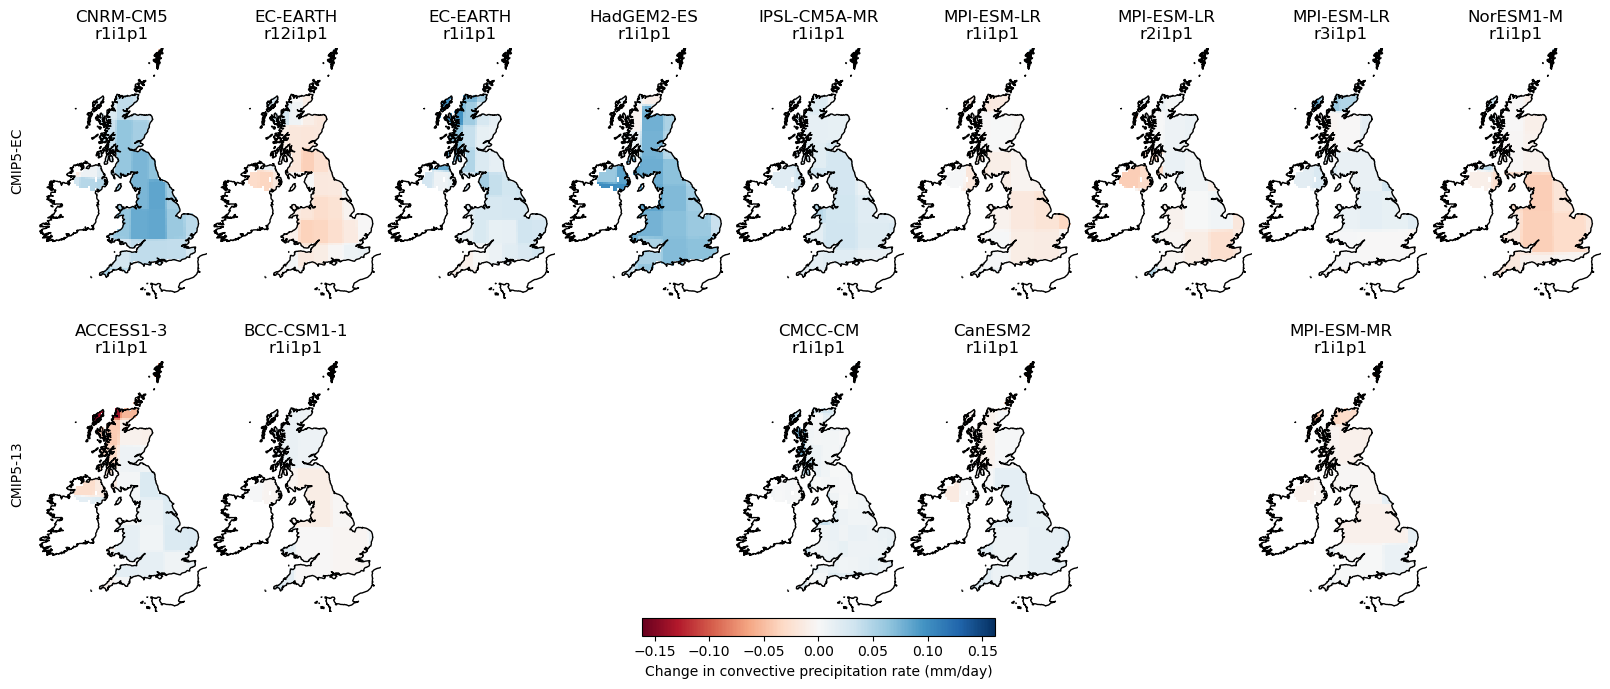 CNRM-CM5
r1i1p1
EC-EARTH
r12i1p1
EC-EARTH
r1i1p1
HadGEM2-ES
r1i1p1
IPSL-CM5A-MR
r1i1p1
MPI-ESM-LR
r1i1p1
MPI-ESM-LR
r2i1p1
MPI-ESM-LR
r3i1p1
NorESM1-M
r1i1p1
CMIP5-EC
ACCESS1-3
r1i1p1
BCC-CSM1-1
r1i1p1
CMCC-CM
r1i1p1
CanESM2
r1i1p1
MPI-ESM-MR
r1i1p1
CMIP5-13
−0.15 −0.10 −0.05 0.00 0.05 0.10 0.15
Change in convective precipitation rate (mm/day)